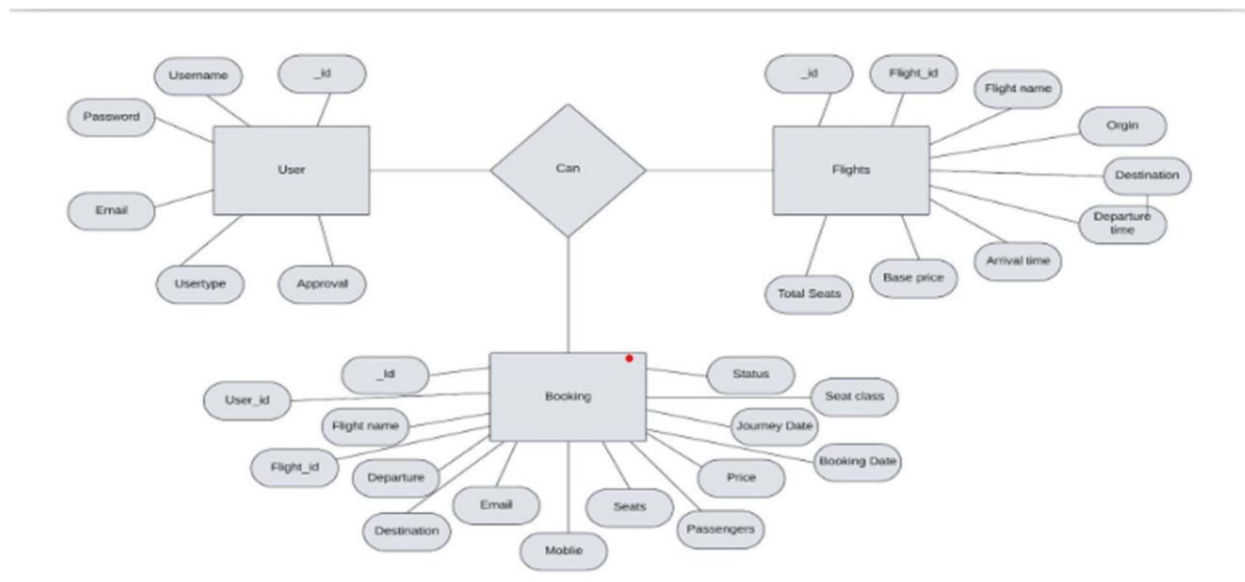 Username
_id
Password
User
Email
Usertype
Approval
Can
_id
Flight_id
Flight name
Orgin
Flights
Destination
Departure
time
Arrival time
Base price
Total Seats
_Id
Status
User_id
Booking
Seat class
Flight name
Journey Date
Flight_id
Departure
Price
Booking Date
Email
Seats
Destination
Passengers
Moblie